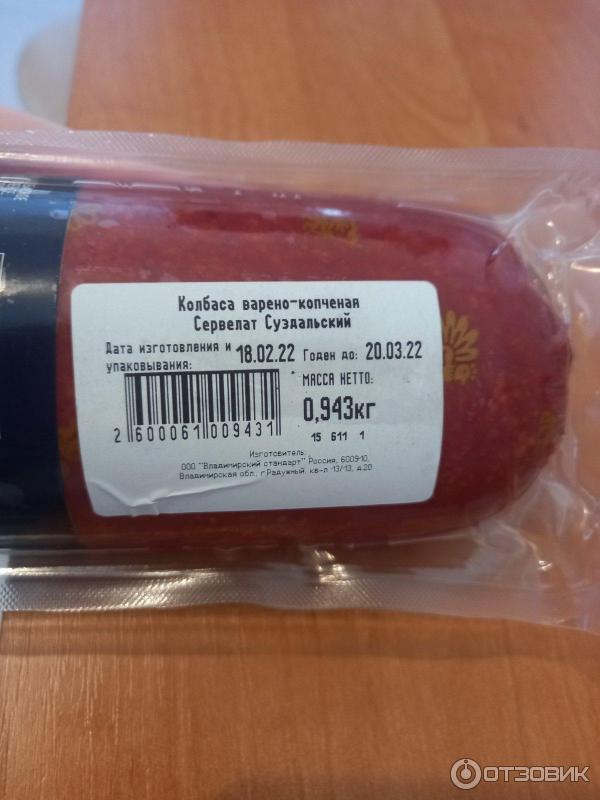 Колбаса варено-копченая
Сервелат Суздальский
Дата изготовления и упаковывания: 18.02.22 Годен до: 20.03.22
МАССА НЕТТО:
0,943кг
2 600061 009431
15 611 1
Изготовитель
ООО "Владимирский стандарт" Россия, 600910,
Владимирская обл., г.Радужный, кв-л 13/13, д.20
ОТЗОВИК